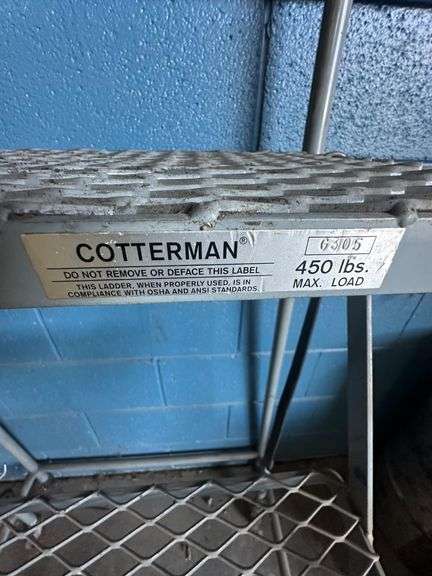 COTTERMAN®
G305
DO NOT REMOVE OR DEFACE THIS LABEL
450 lbs.
THIS LADDER, WHEN PROPERLY USED, IS IN
COMPLIANCE WITH OSHA AND ANSI STANDARDS.
MAX. LOAD